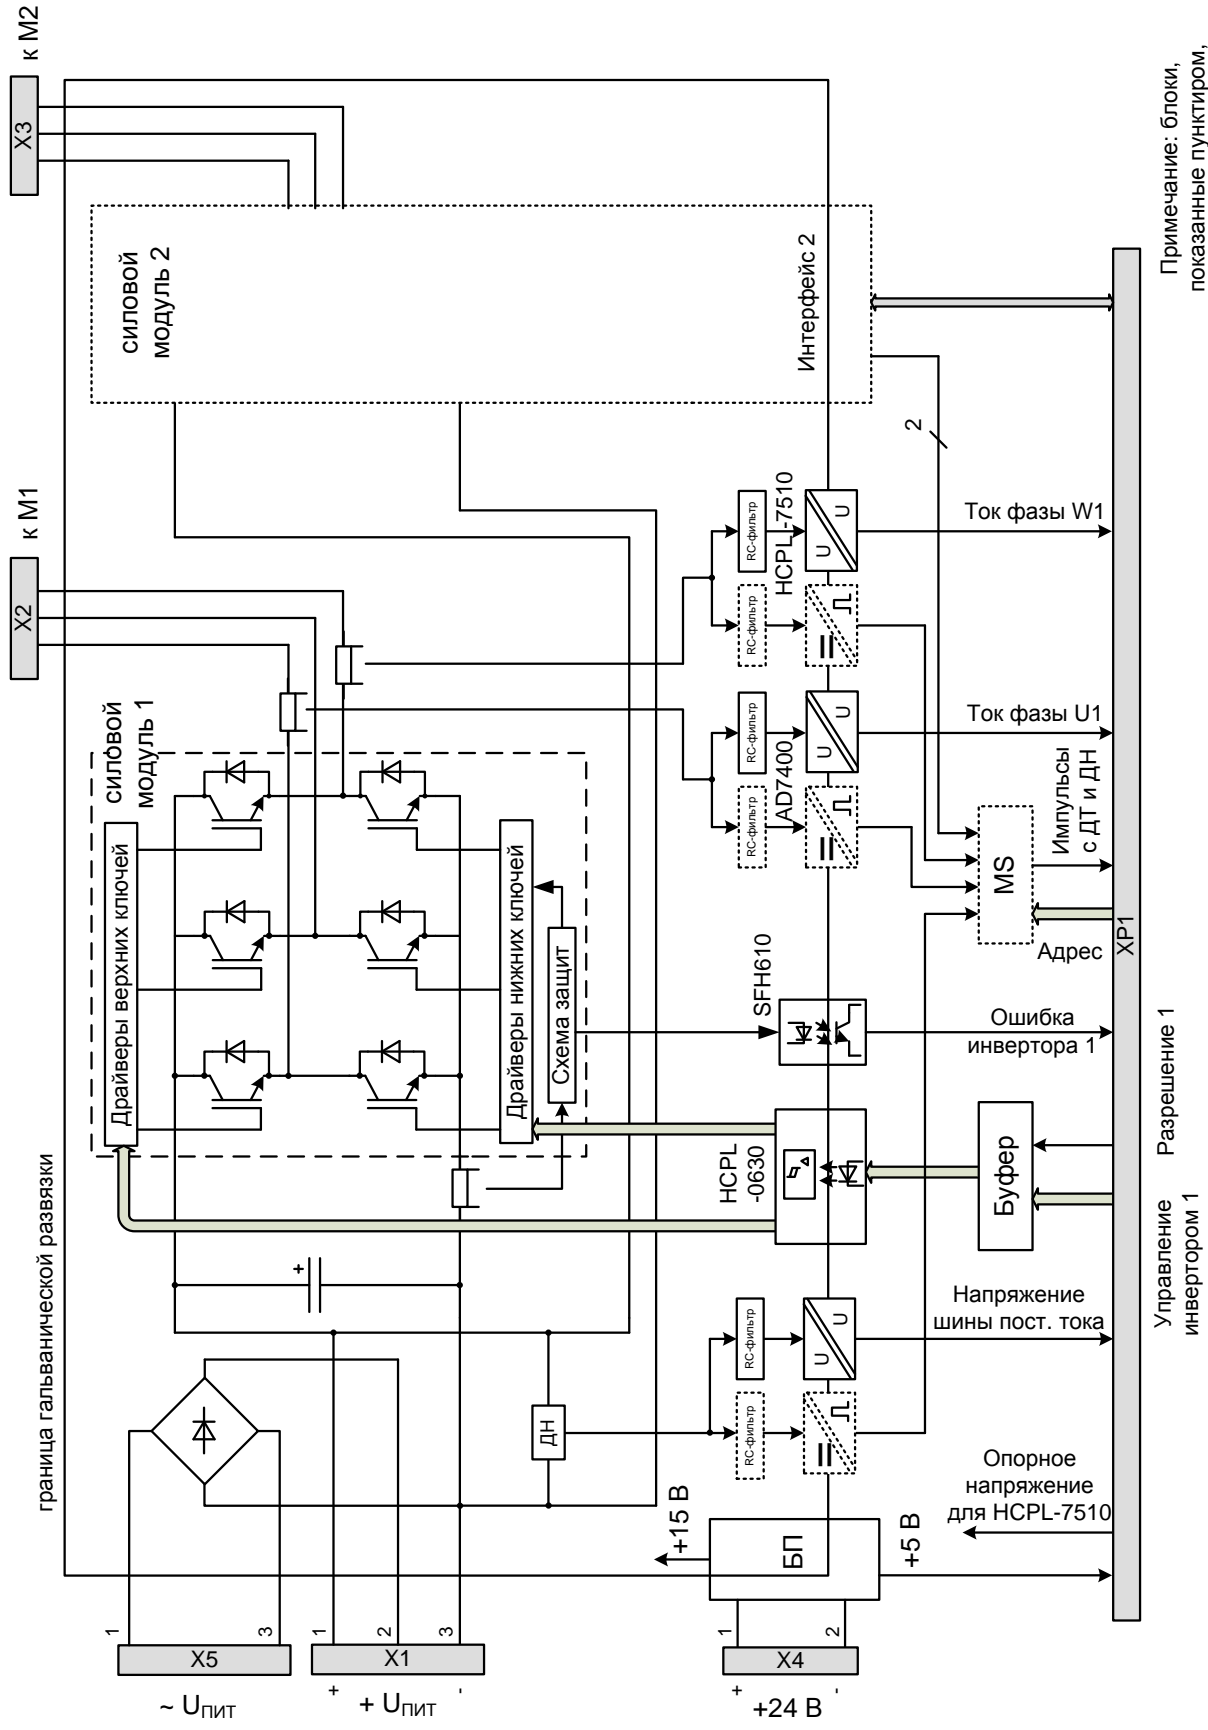 к М2
X3
к М1
X2
граница гальванической развязки
силовой
модуль 1
Драйверы верхних ключей
Драйверы нижних ключей
Схема защит
силовой
модуль 2
Интерфейс 2
+
ДН
X5
1
3
~ UПИТ
X1
1
2
3
+
+ UПИТ
-
X4
1
2
+
+24 В
-
БП
+15 В
+5 В
RC-фильтр
RC-фильтр
U
U
HCPL
-0630
SFH610
RC-фильтр
RC-фильтр
AD7400
U
U
RC-фильтр
RC-фильтр
HCPL-7510
U
U
2
MS
Буфер
Опорное
напряжение
для HCPL-7510
Напряжение
шины пост. тока
Управление
инвертором 1
Разрешение 1
Ошибка
инвертора 1
Адрес
Импульсы
с ДТ и ДН
Ток фазы U1
Ток фазы W1
XP1
Примечание: блоки,
показанные пунктиром,